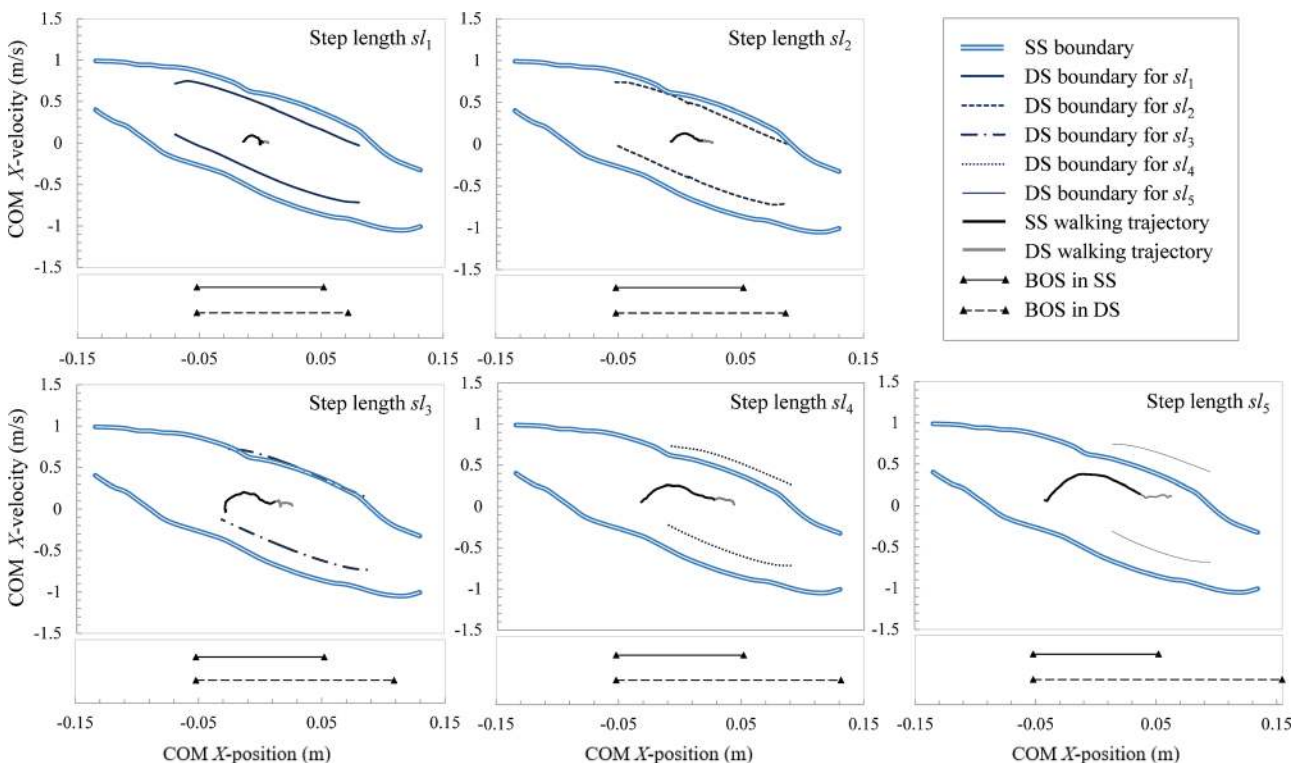 Step length sl1
1.5
1
0.5
0
-0.5
-1
-1.5
COM X-velocity (m/s)
-0.15
-0.05
0.05
0.15
Step length sl2
1.5
1
0.5
0
-0.5
-1
-1.5
-0.15
-0.05
0.05
0.15
SS boundary
DS boundary for sl1
DS boundary for sl2
DS boundary for sl3
DS boundary for sl4
DS boundary for sl5
SS walking trajectory
DS walking trajectory
BOS in SS
BOS in DS
Step length sl3
1.5
1
0.5
0
-0.5
-1
-1.5
COM X-velocity (m/s)
-0.15
-0.05
0.05
0.15
COM X-position (m)
Step length sl4
1.5
1
0.5
0
-0.5
-1
-1.5
-0.15
-0.05
0.05
0.15
COM X-position (m)
Step length sl5
1.5
1
0.5
0
-0.5
-1
-1.5
-0.15
-0.05
0.05
0.15
COM X-position (m)